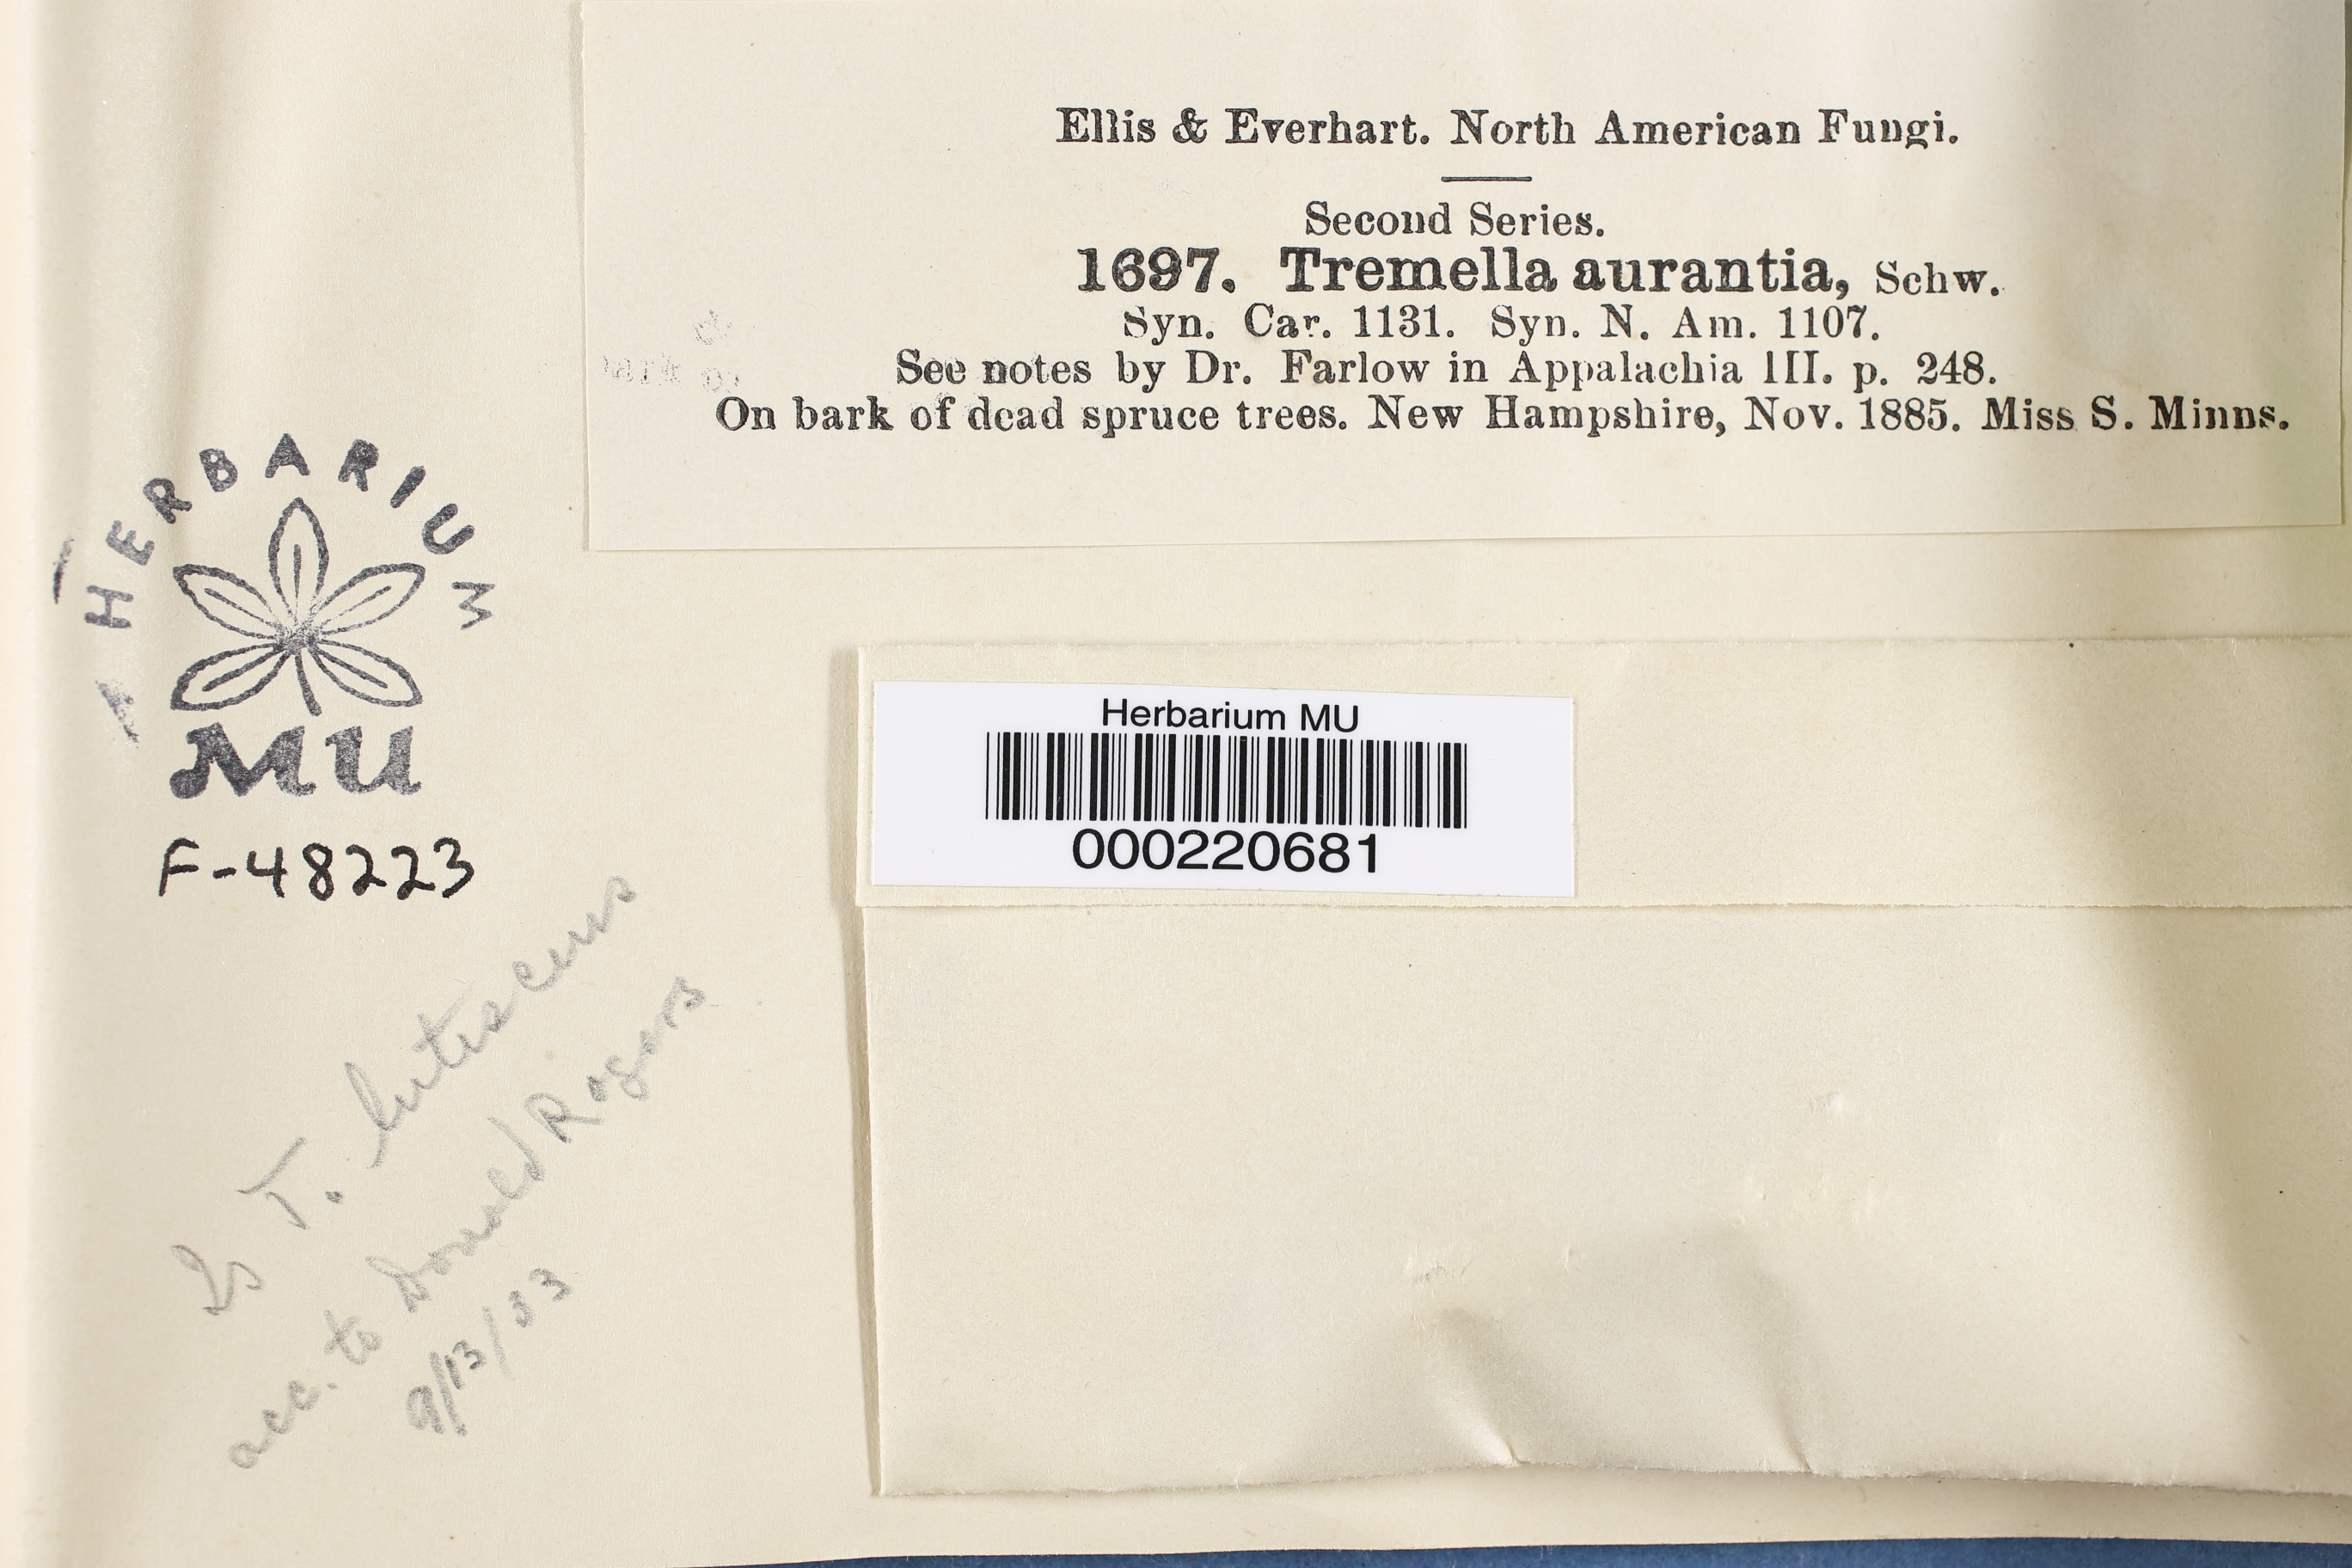 Ellis & Everhart. North American Fungi.
Second Series.
1697. Tremella aurantia, Schw.
Syn. Car. 1131. Syn. N. Am. 1107.
See notes by Dr. Farlow in Appalachia III. p. 248.
On bark of dead spruce trees. New Hampshire, Nov. 1885. Miss S. Minns.
HERBARIUM
MU
F-48223
Herbarium MU
000220681
Is T. lutescens
acc. to Donald Rogers
9/13/33